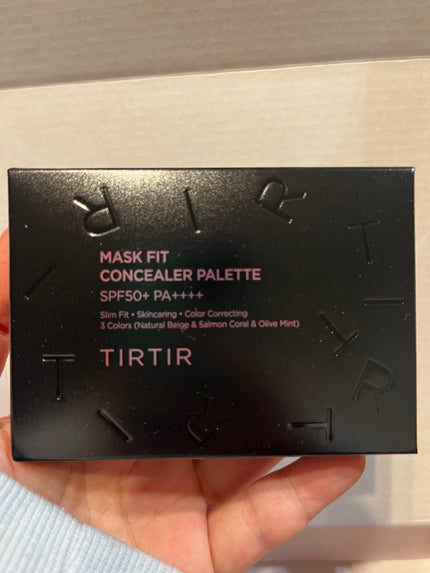 MASK FIT
CONCEALER PALETTE
SPF50+ PA++++
Slim Fit • Skincaring • Color Correcting
3 Colors (Natural Beige & Salmon Coral & Olive Mint)
TIRTIR
R I R
T
I
I
T
R
I
R
T